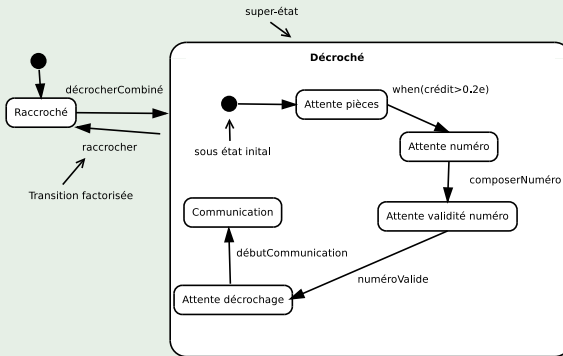 super-état
Décroché
décrocherCombiné
when(crédit>0.2e)
Attente pièces
Raccroché
Attente numéro
raccrocher
sous état inital
composerNuméro
Transition factorisée
Communication
Attente validité numéro
débutCommunication
numéroValide
Attente décrochage